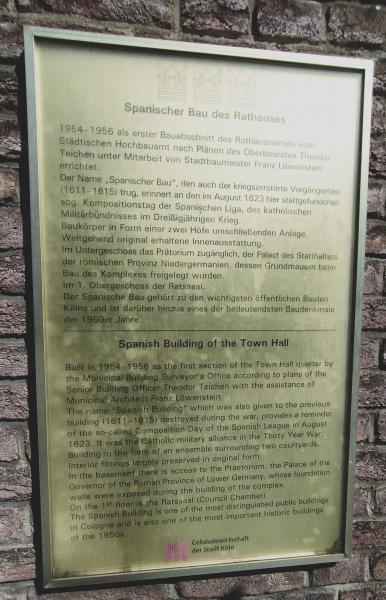 Spanischer Bau des Rathauses
1954-1956 als erster Bauabschnitt des Rathausviertels vom
Städtischen Hochbauamt nach Plänen des Oberbaurates Theodor
Teichen unter Mitarbeit von Stadtbaumeister Franz Löwenstein
errichtet.
Der Name „Spanischer Bau", den auch der kriegszerstörte Vorgängerbau
(1611-1615) trug, erinnert an den im August 1623 hier stattgefundenen
sog. Kompositionstag der Spanischen Liga, des katholischen
Militärbündnisses im Dreißigjährigen Krieg.
Baukörper in Form einer zwei Höfe umschließenden Anlage.
Weitgehend original erhaltene Innenausstattung.
Im Untergeschoss das Prätorium zugänglich, der Palast des Statthalters
der römischen Provinz Niedergermanien, dessen Grundmauern beim
Bau des Komplexes freigelegt wurden.
Im 1. Obergeschoss der Ratssaal.
Der Spanische Bau gehört zu den wichtigsten öffentlichen Bauten
Kölns und ist darüber hinaus eines der bedeutendsten Baudenkmale
der 1950er Jahre.
Spanish Building of the Town Hall
Built in 1954-1956 as the first section of the Town Hall quarter by
the Municipal Building Surveyor's Office according to plans of the
Senior Building Officer Theodor Teichen with the assistance of
Municipal Architect Franz Löwenstein.
The name "Spanish Building" which was also given to the previous
building (1611-1615) destroyed during the war, provides a reminder
of the so-called Composition Day of the Spanish League in August
1623. It was the Catholic military alliance in the Thirty Year War.
Building in the form of an ensemble surrounding two courtyards.
Interior fittings largely preserved in original form.
In the basement there is access to the Praetorium, the Palace of the
Governor of the Roman Province of Lower Germany, whose foundation
walls were exposed during the building of the complex.
On the 1st floor is the Ratssaal (Council Chamber).
The Spanish Building is one of the most distinguished public buildings
in Cologne and is also one of the most important historic buildings
of the 1950s.
Gebäudewirtschaft
der Stadt Köln